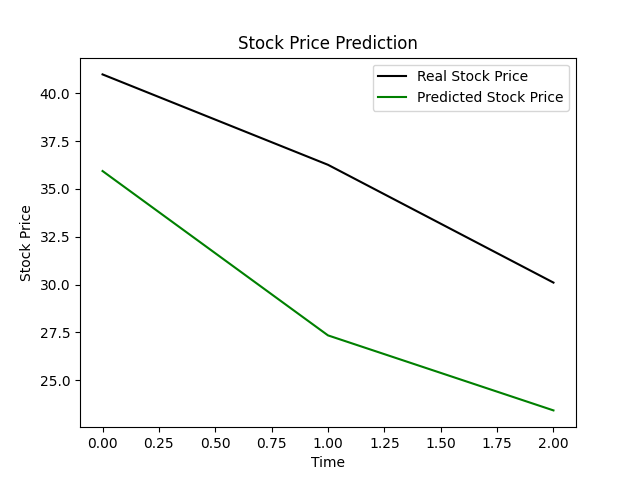 Stock Price Prediction
Real Stock Price
Predicted Stock Price
Stock Price
40.0
37.5
35.0
32.5
30.0
27.5
25.0
0.00 0.25 0.50 0.75 1.00 1.25 1.50 1.75 2.00
Time